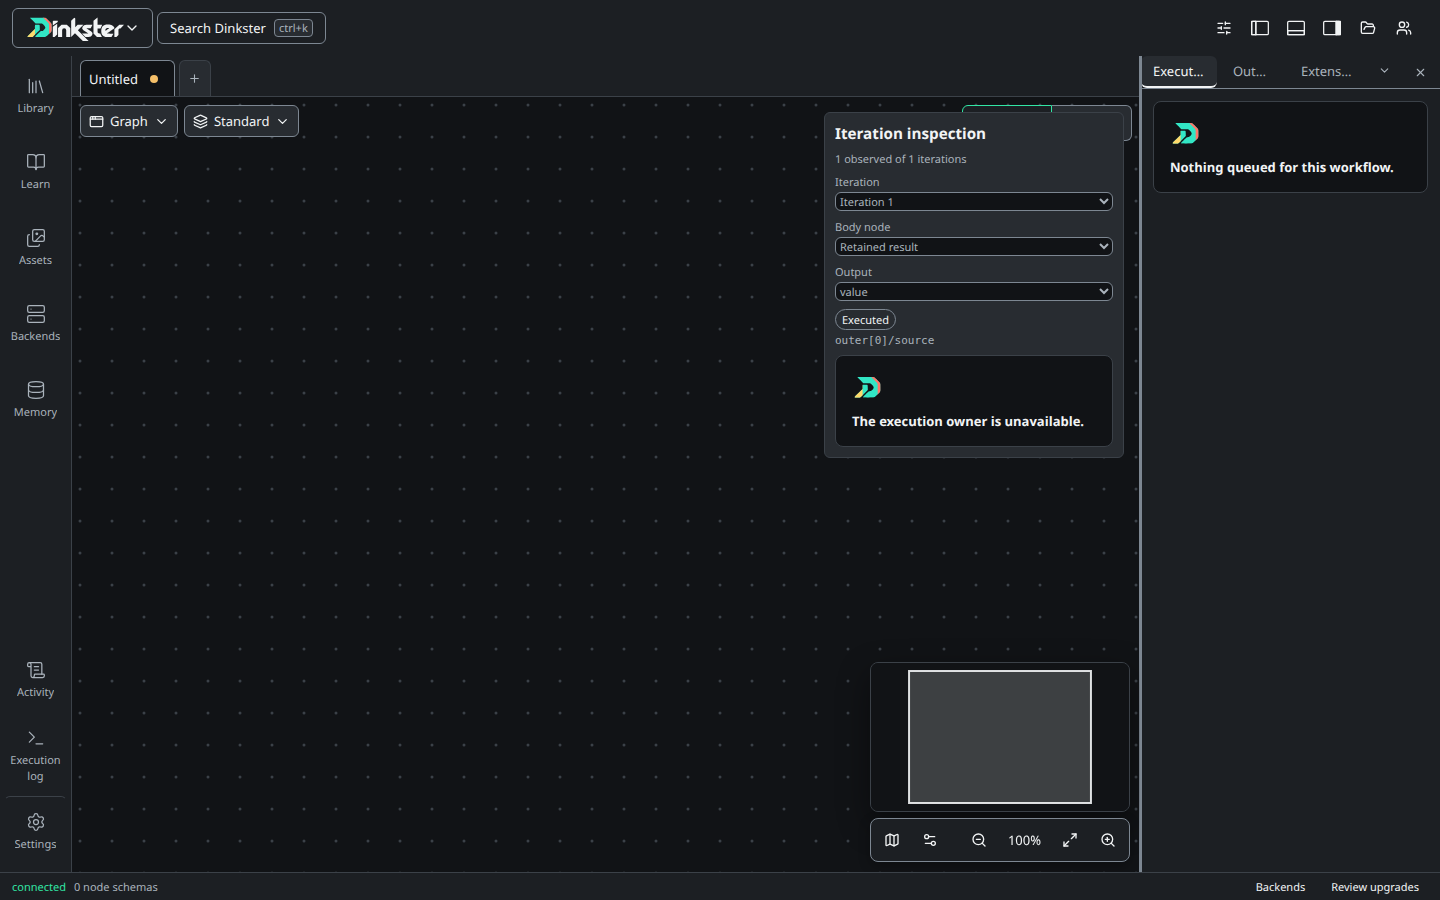 Dinkster
Search Dinkster ctrl+k
Untitled
Execut...
Out...
Extens...
Library
Learn
Assets
Backends
Memory
Activity
Execution
log
Settings
Graph
Standard
Iteration inspection
1 observed of 1 iterations
Iteration
Iteration 1
Body node
Retained result
Output
value
Executed
outer[0]/source
The execution owner is unavailable.
Nothing queued for this workflow.
100%
connected 0 node schemas
Backends
Review upgrades